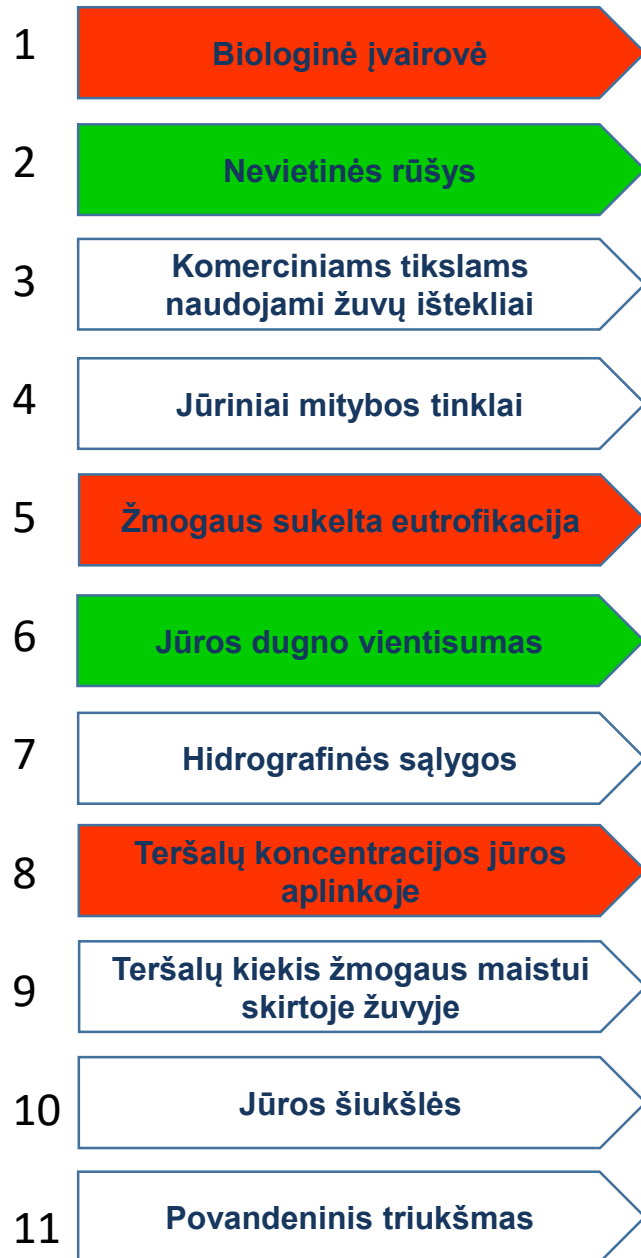 1
Biologinė įvairovė
2
Nevietinės rūšys
3
Komerciniams tikslams
naudojami žuvų ištekliai
4
Jūriniai mitybos tinklai
5
Žmogaus sukelta eutrofikacija
6
Jūros dugno vientisumas
7
Hidrografinės sąlygos
8
Teršalų koncentracijos jūros
aplinkoje
9
Teršalų kiekis žmogaus maistui
skirtoje žuvyje
10
Jūros šiukšlės
11
Povandeninis triukšmas